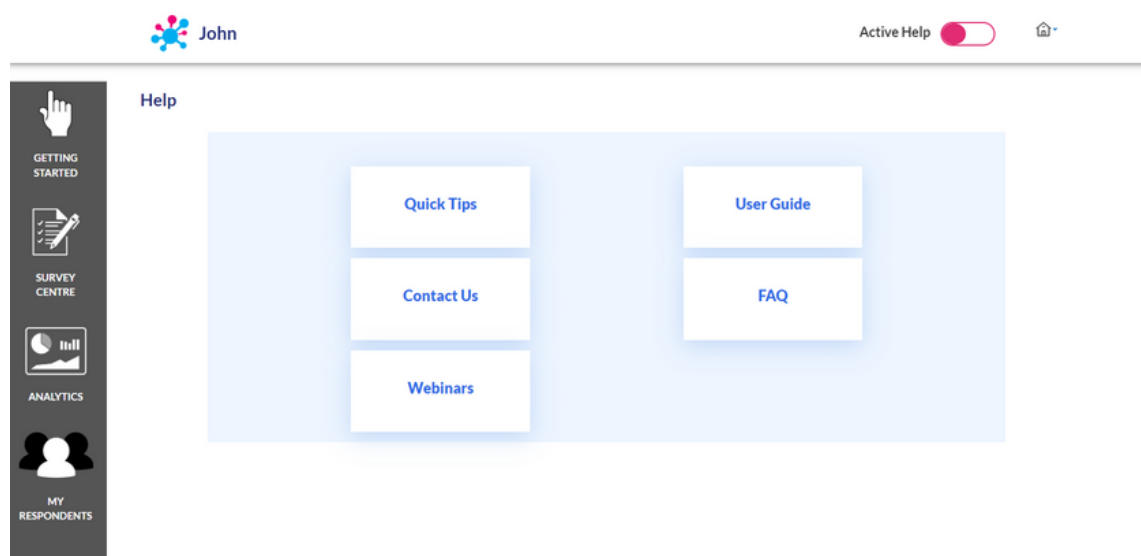 John
Active Help
Help
GETTING
STARTED
SURVEY
CENTRE
ANALYTICS
MY
RESPONDENTS
Quick Tips
User Guide
Contact Us
FAQ
Webinars